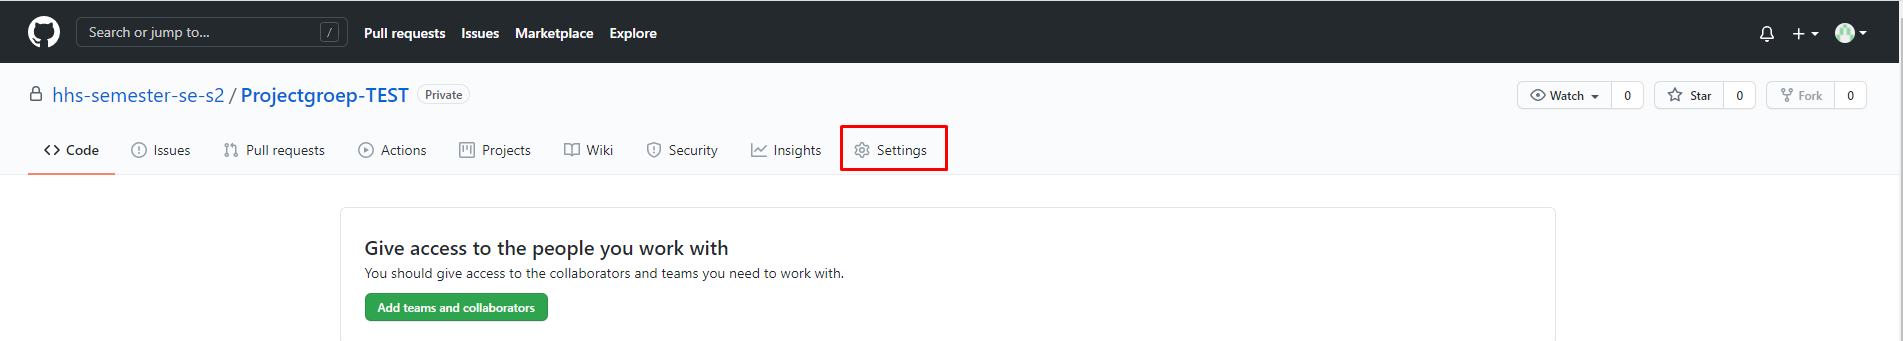 Search or jump to... / Pull requests Issues Marketplace Explore
hhs-semester-se-s2 / Projectgroep-TEST Private Watch 0 Star 0 Fork 0
Code Issues Pull requests Actions Projects Wiki Security Insights Settings
Give access to the people you work with
You should give access to the collaborators and teams you need to work with.
Add teams and collaborators